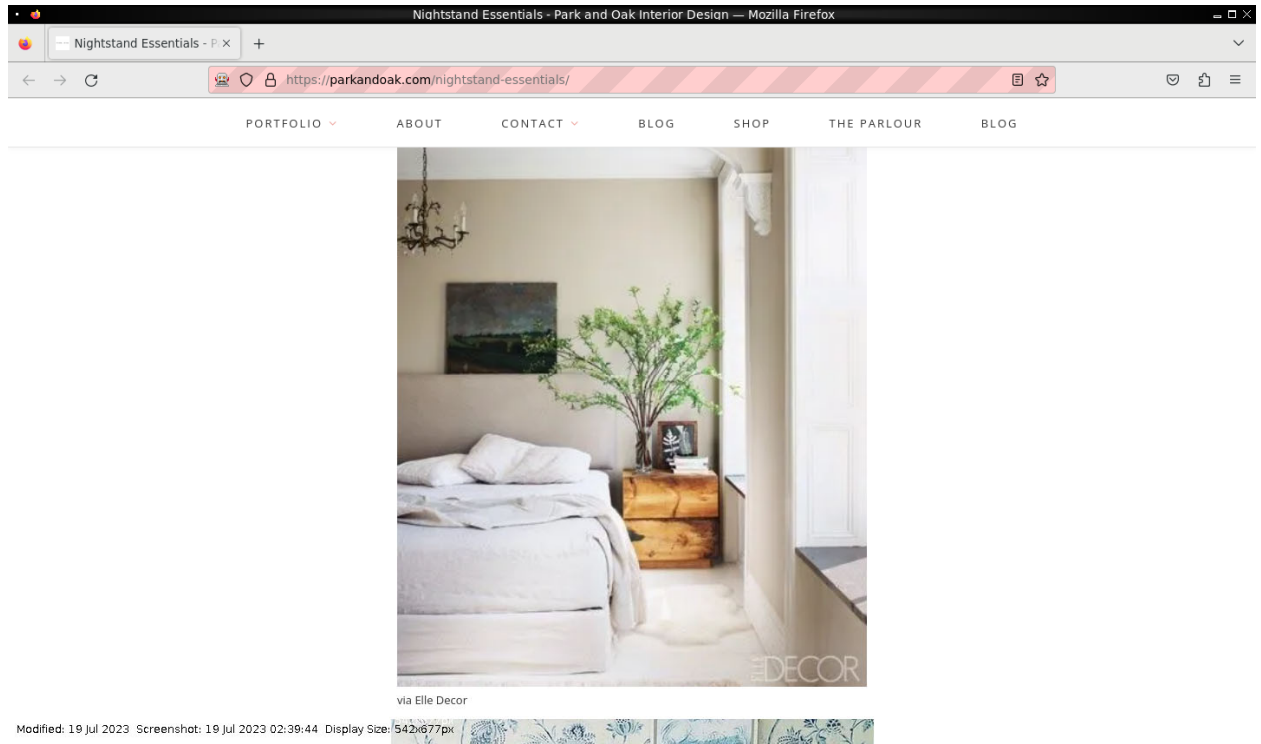 Nightstand Essentials - Park and Oak Interior Design — Mozilla Firefox
Nightstand Essentials - P
https://parkandoak.com/nightstand-essentials/
PORTFOLIO ABOUT CONTACT BLOG SHOP THE PARLOUR BLOG
ELLE DECOR
via Elle Decor
Modified: 19 Jul 2023 Screenshot: 19 Jul 2023 02:39:44 Display Size: 542x677px